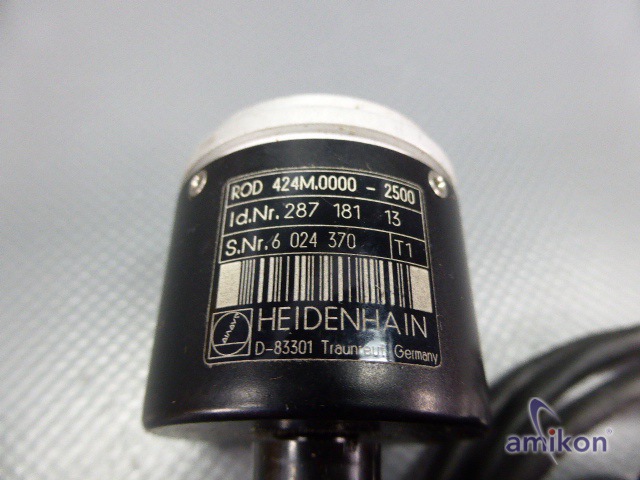 ROD 424M.0000 - 2500
Id.Nr. 287 181 13
S.Nr. 6 024 370 T1
HEIDENHAIN
D-83301 Traunreut, Germany
amikon®